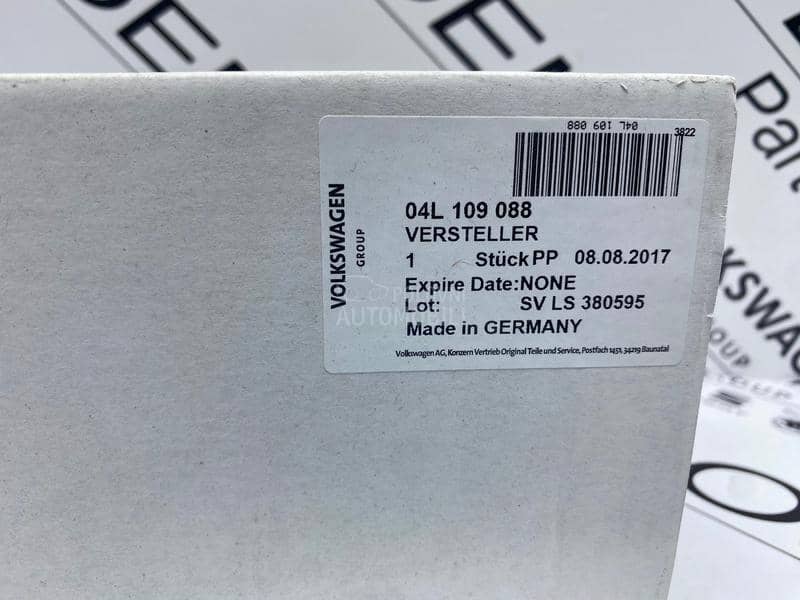 04L 109 088
3822
VOLKSWAGEN
GROUP
04L 109 088
VERSTELLER
1 Stück PP 08.08.2017
Expire Date:NONE
Lot: SV LS 380595
Made in GERMANY
Volkswagen AG, Konzern Vertrieb Original Teile und Service, Postfach 1451, 34219 Baunatal
POLOVNI
AUTOMOBILI